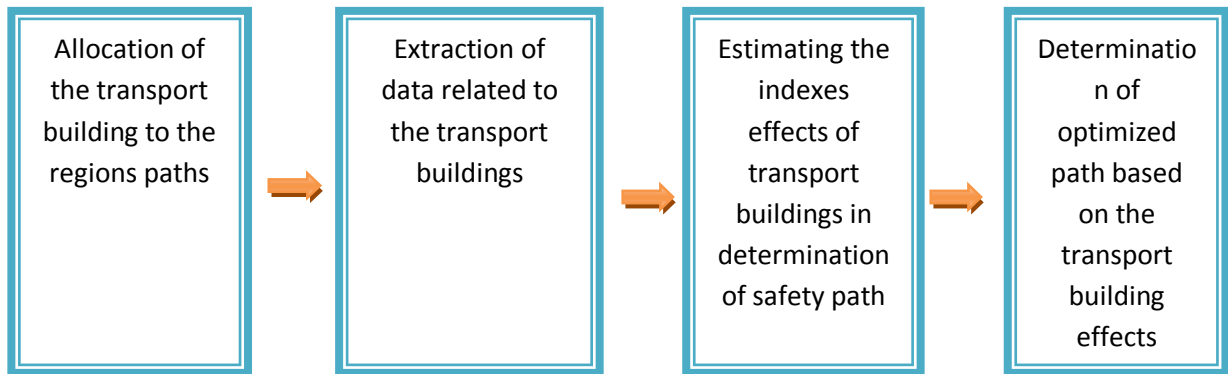 Allocation of
the transport
building to the
regions paths
Extraction of
data related to
the transport
buildings
Estimating the
indexes
effects of
transport
buildings in
determination
of safety path
Determinatio
n of
optimized
path based
on the
transport
building
effects